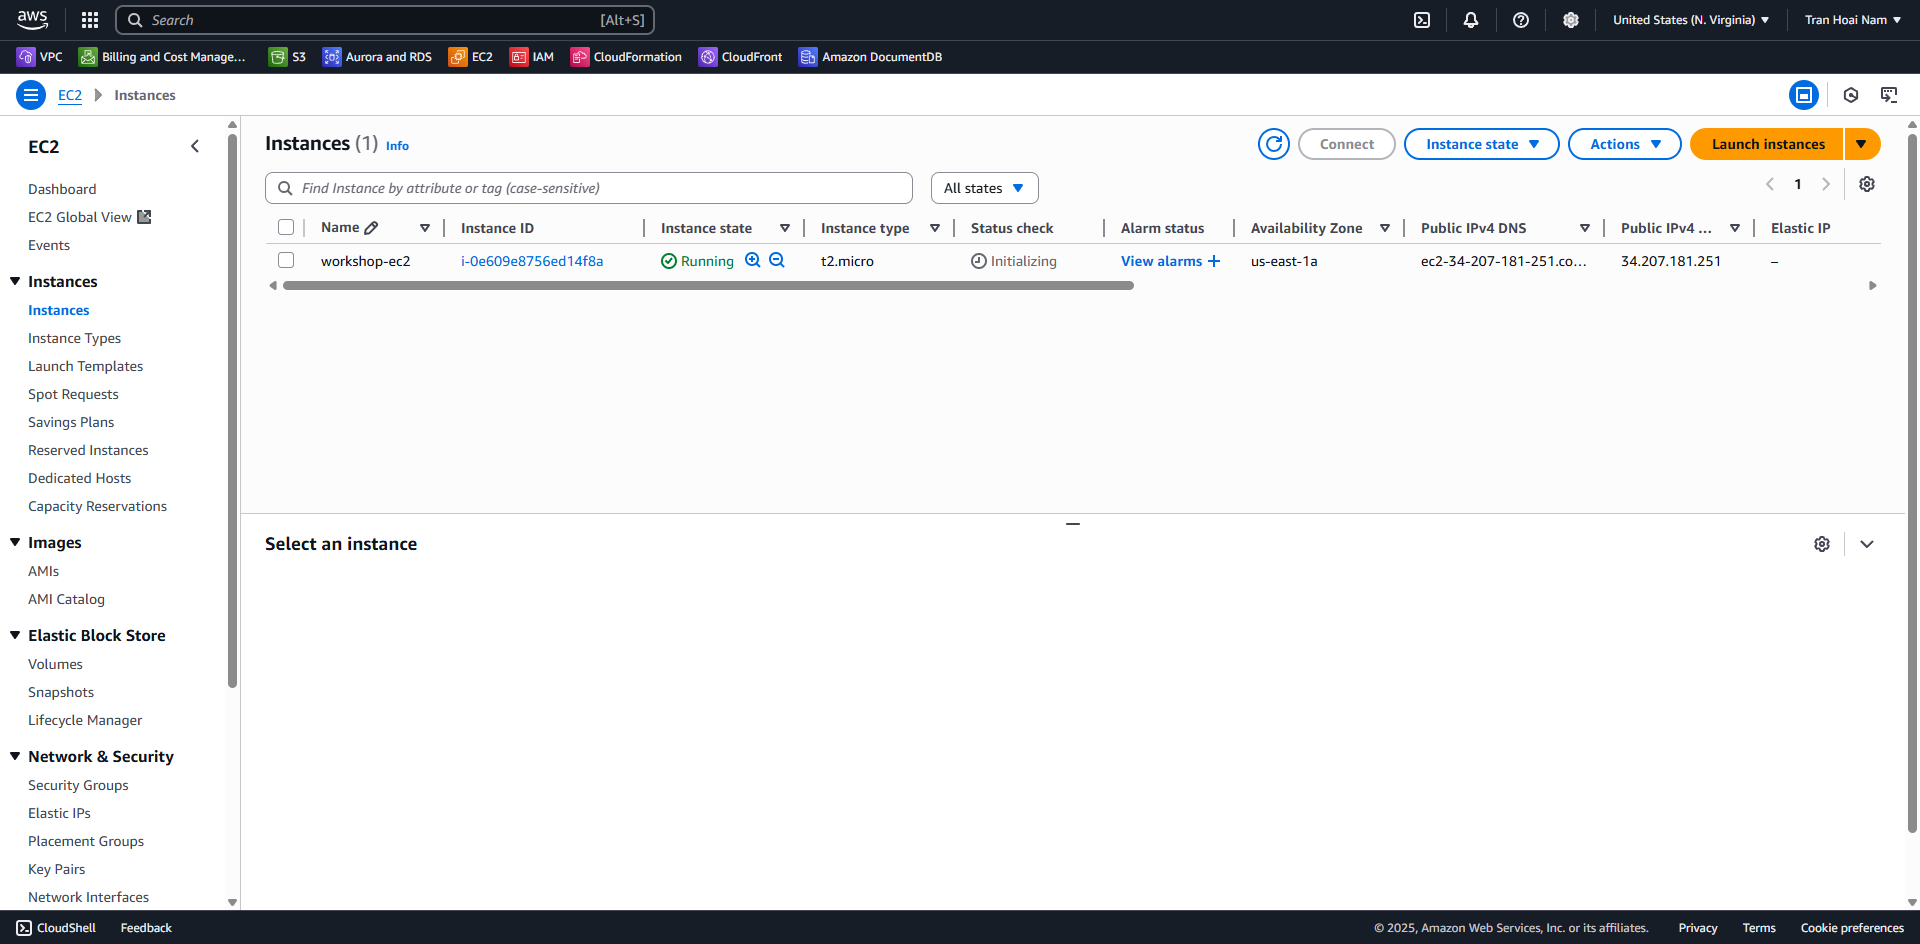 aws
Search [Alt+S]
United States (N. Virginia)
Tran Hoai Nam
VPC
Billing and Cost Manage...
S3
Aurora and RDS
EC2
IAM
CloudFormation
CloudFront
Amazon DocumentDB
EC2
Instances
EC2
Dashboard
EC2 Global View
Events
Instances
Instances
Instance Types
Launch Templates
Spot Requests
Savings Plans
Reserved Instances
Dedicated Hosts
Capacity Reservations
Images
AMIs
AMI Catalog
Elastic Block Store
Volumes
Snapshots
Lifecycle Manager
Network & Security
Security Groups
Elastic IPs
Placement Groups
Key Pairs
Network Interfaces
Instances (1) Info
Connect
Instance state
Actions
Launch instances
Find Instance by attribute or tag (case-sensitive)
All states
1
Name
Instance ID
Instance state
Instance type
Status check
Alarm status
Availability Zone
Public IPv4 DNS
Public IPv4 ...
Elastic IP
workshop-ec2
i-0e609e8756ed14f8a
Running
t2.micro
Initializing
View alarms +
us-east-1a
ec2-34-207-181-251.co...
34.207.181.251
–
Select an instance
CloudShell
Feedback
© 2025, Amazon Web Services, Inc. or its affiliates.
Privacy
Terms
Cookie preferences